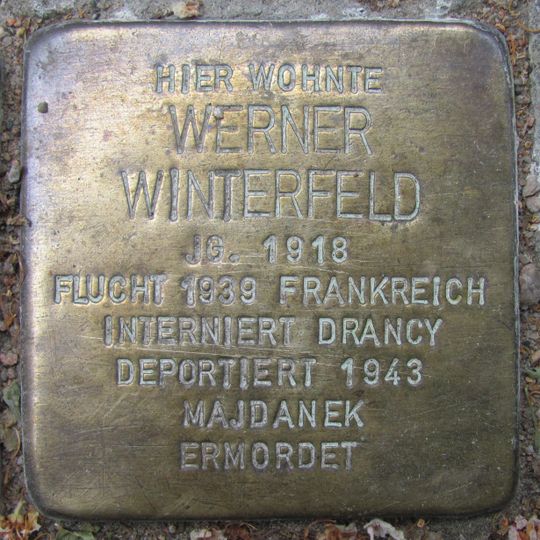 HIER WOHNTE
WERNER
WINTERFELD
JG. 1918
FLUCHT 1939 FRANKREICH
INTERNIERT DRANCY
DEPORTIERT 1943
MAJDANEK
ERMORDET